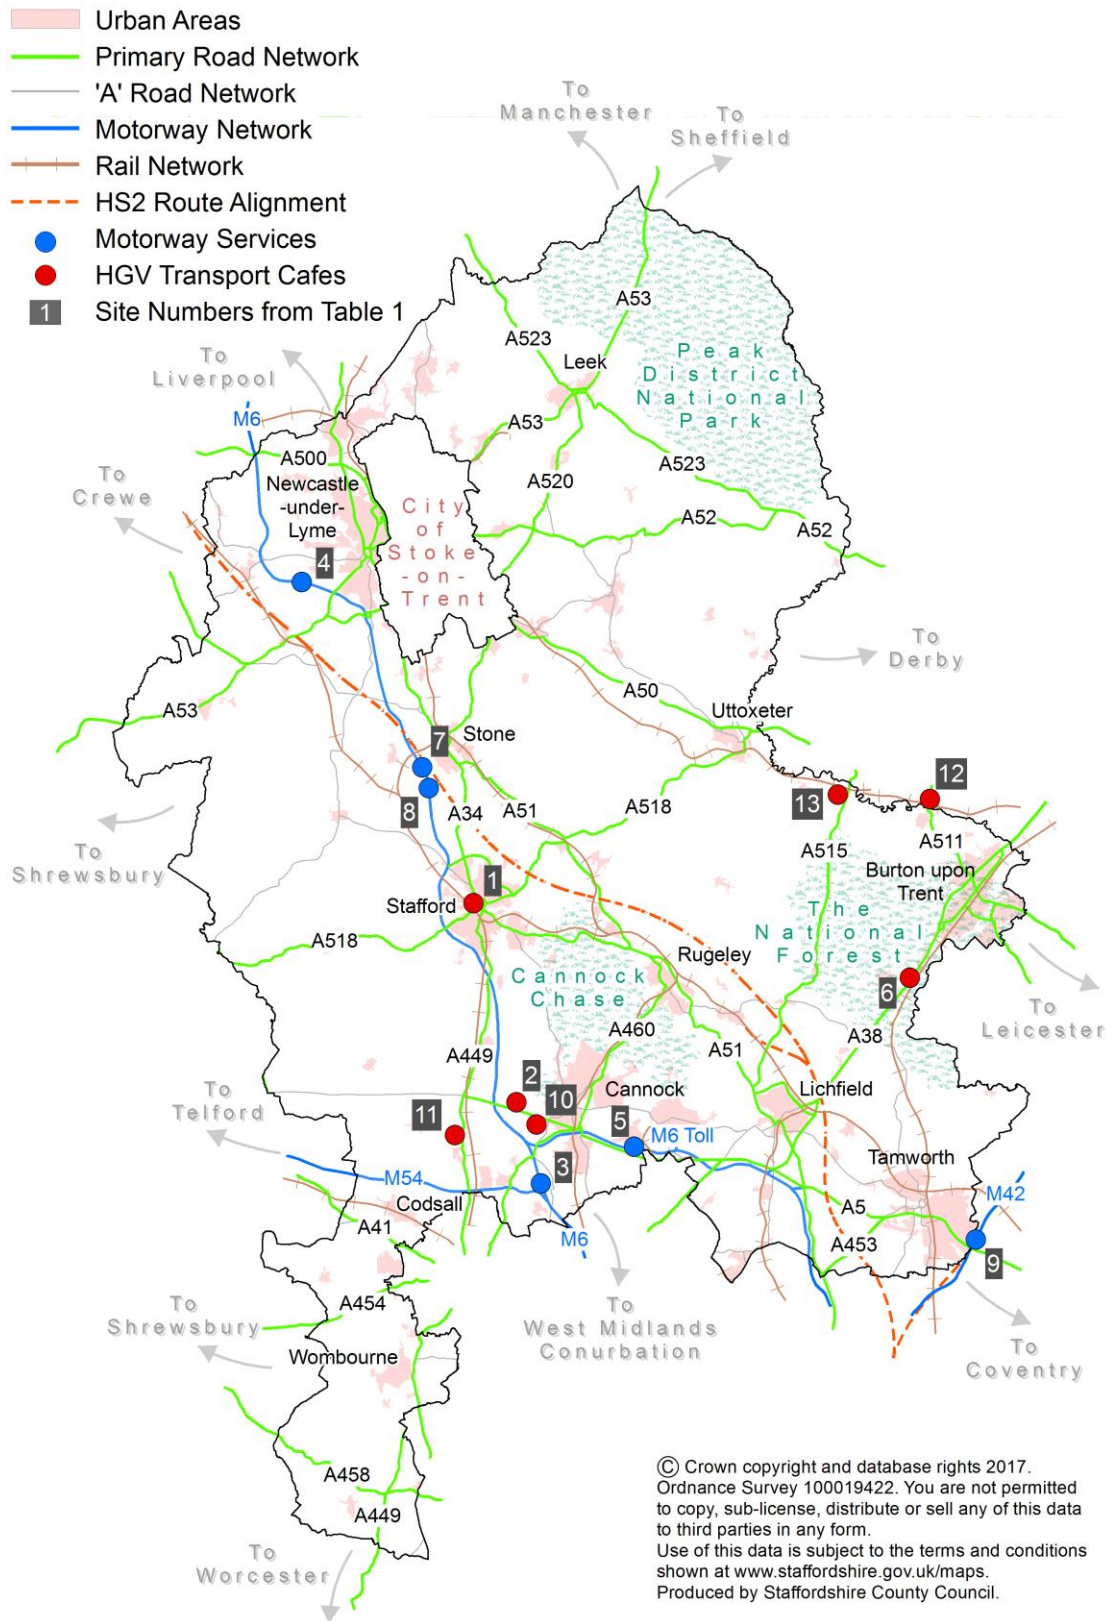 Urban Areas
Primary Road Network
'A' Road Network
Motorway Network
Rail Network
HS2 Route Alignment
Motorway Services
HGV Transport Cafes
1
Site Numbers from Table 1
To
Manchester
To
Sheffield
A53
A523
Leek
Peak
District
National
Park
To
Liverpool
M6
A53
A500
A523
To
Crewe
Newcastle
-under-
Lyme
A520
City
of
Stoke
-on-
Trent
A52
A52
4
To
Derby
A50
A53
Uttoxeter
7
Stone
12
13
8
A34
A51
A518
A511
To
Shrewsbury
A515
Burton upon
Trent
1
Stafford
The
National
Forest
A518
Rugeley
Cannock
Chase
6
To
Leicester
A460
A38
A449
A51
2
10
Cannock
Lichfield
To
Telford
11
5
M6 Toll
Tamworth
3
M54
M42
Codsall
A5
A41
M6
A453
9
To
Shrewsbury
A454
To
West Midlands
Conurbation
To
Coventry
Wombourne
A458
A449
To
Worcester
© Crown copyright and database rights 2017.
Ordnance Survey 100019422. You are not permitted
to copy, sub-license, distribute or sell any of this data
to third parties in any form.
Use of this data is subject to the terms and conditions
shown at www.staffordshire.gov.uk/maps.
Produced by Staffordshire County Council.